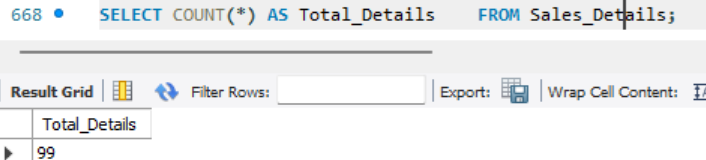 668 SELECT COUNT(*) AS Total_Details FROM Sales_Details;
Result Grid Filter Rows: Export: Wrap Cell Content:
Total_Details
99